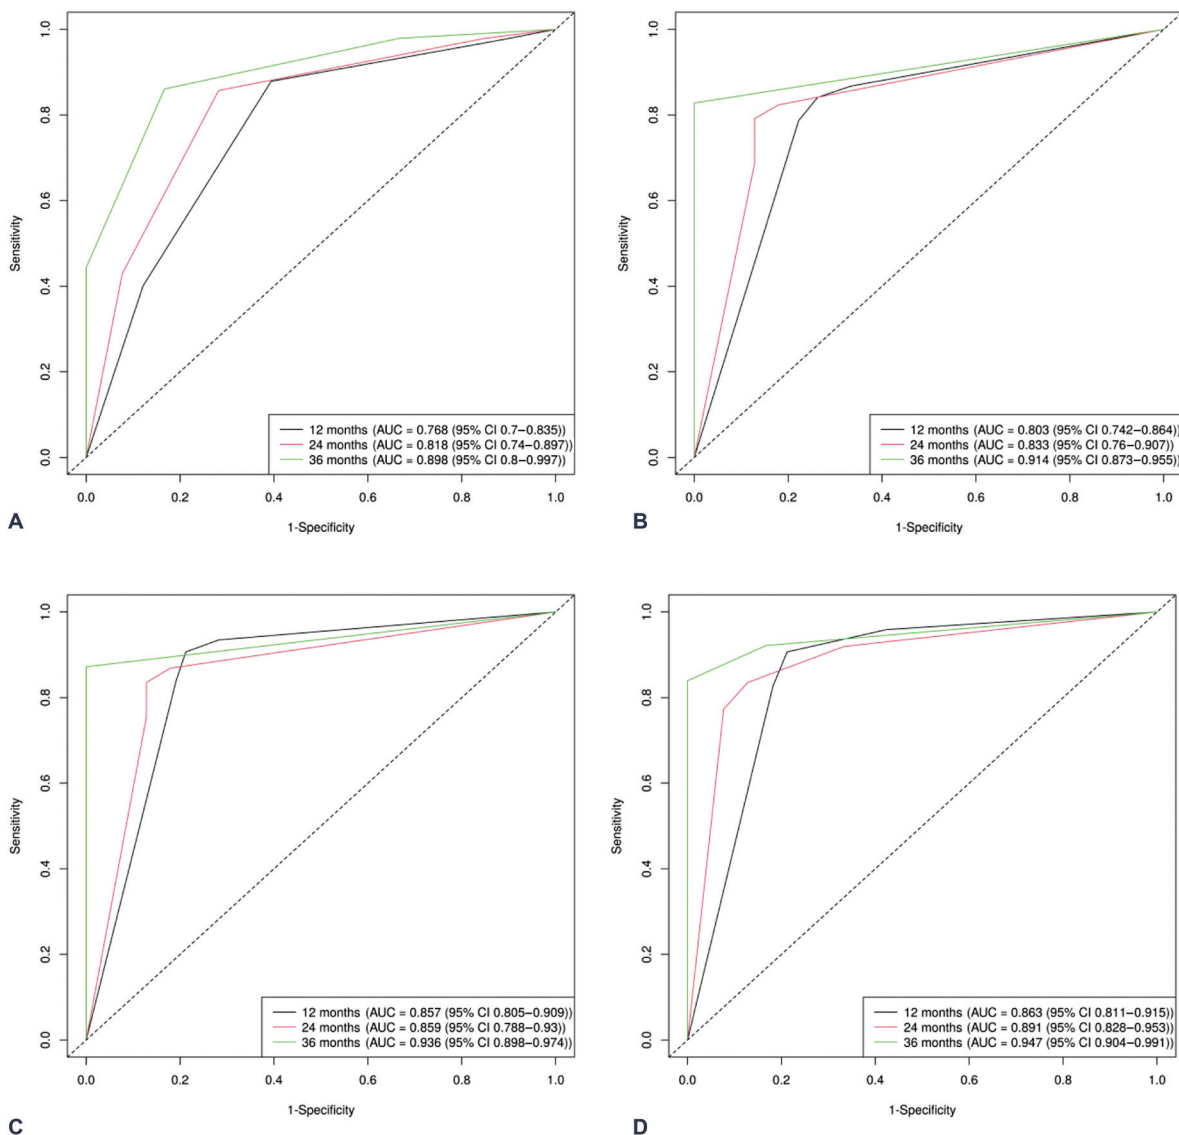 1.0
0.8
0.6
0.4
0.2
0.0
Sensitivity
12 months (AUC = 0.768 (95% CI 0.7–0.835))
24 months (AUC = 0.818 (95% CI 0.74–0.897))
36 months (AUC = 0.898 (95% CI 0.8–0.997))
0.0 0.2 0.4 0.6 0.8 1.0
1-Specificity
A
1.0
0.8
0.6
0.4
0.2
0.0
Sensitivity
12 months (AUC = 0.803 (95% CI 0.742–0.864))
24 months (AUC = 0.833 (95% CI 0.76–0.907))
36 months (AUC = 0.914 (95% CI 0.873–0.955))
0.0 0.2 0.4 0.6 0.8 1.0
1-Specificity
B
1.0
0.8
0.6
0.4
0.2
0.0
Sensitivity
12 months (AUC = 0.857 (95% CI 0.805–0.909))
24 months (AUC = 0.859 (95% CI 0.788–0.93))
36 months (AUC = 0.936 (95% CI 0.898–0.974))
0.0 0.2 0.4 0.6 0.8 1.0
1-Specificity
C
1.0
0.8
0.6
0.4
0.2
0.0
Sensitivity
12 months (AUC = 0.863 (95% CI 0.811–0.915))
24 months (AUC = 0.891 (95% CI 0.828–0.953))
36 months (AUC = 0.947 (95% CI 0.904–0.991))
0.0 0.2 0.4 0.6 0.8 1.0
1-Specificity
D